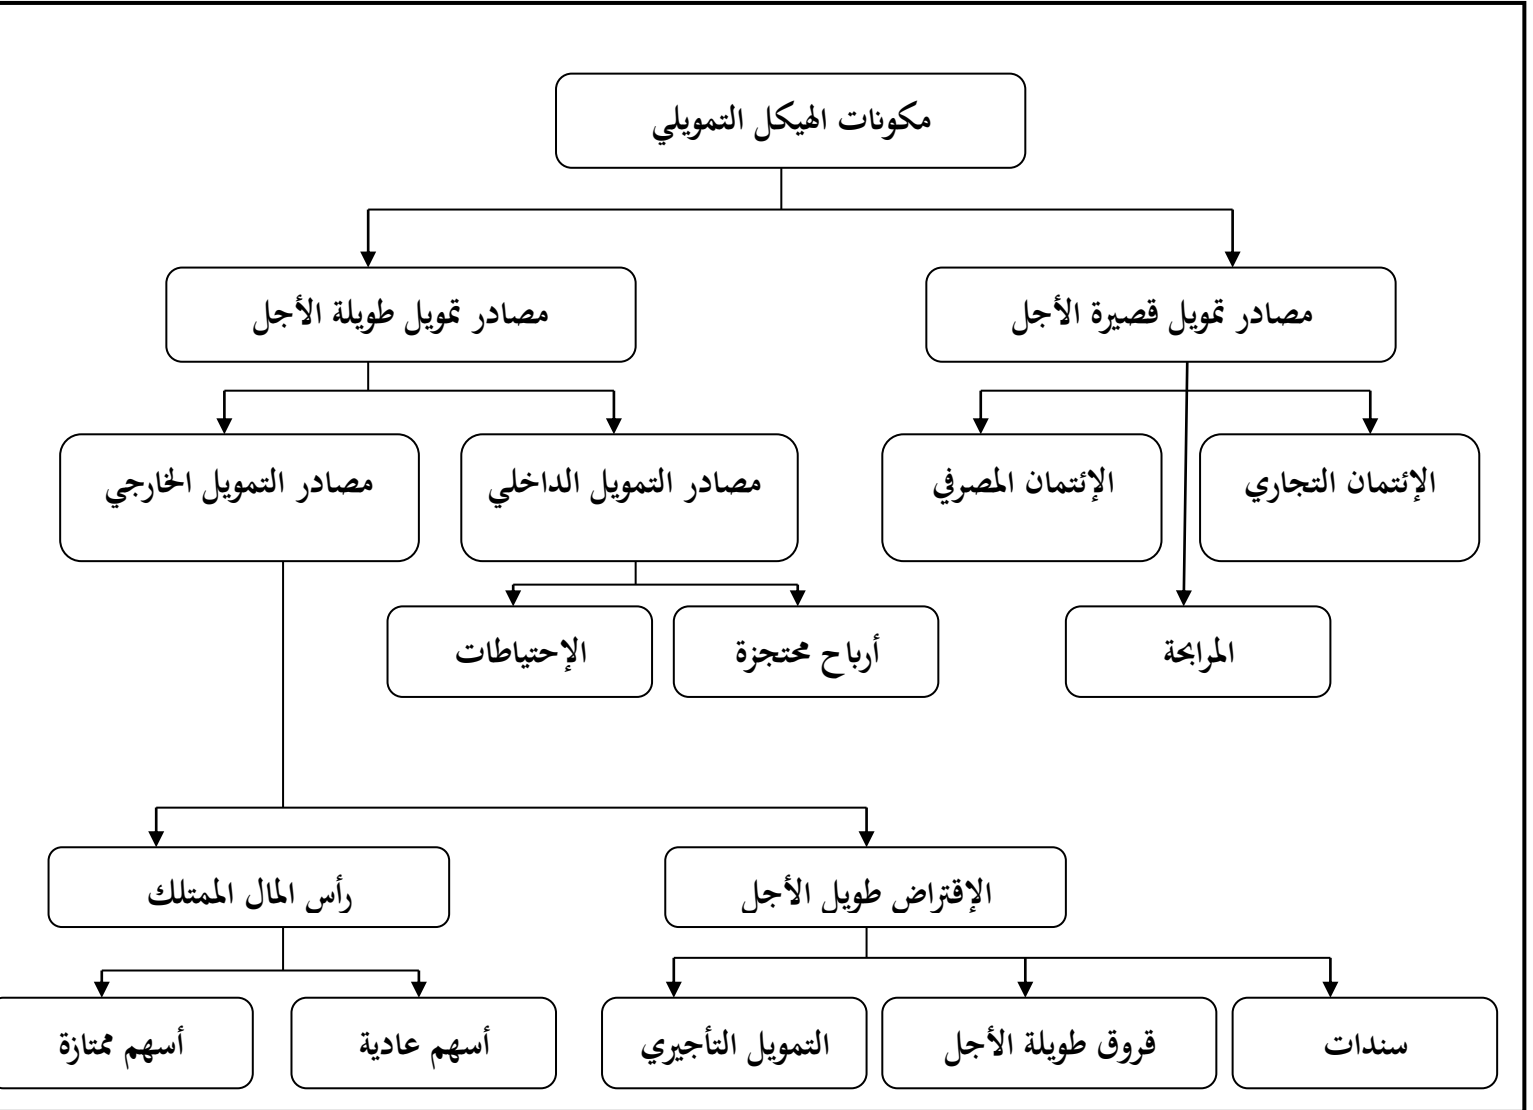 مكونات الهيكل التمويلي
مصادر تمويل قصيرة الأجل
مصادر تمويل طويلة الأجل
الإئتمان التجاري
الإئتمان المصرفي
مصادر التمويل الداخلي
مصادر التمويل الخارجي
المرابحة
أرباح محتجزة
الإحتياطات
الإقتراض طويل الأجل
رأس المال الممتلك
سندات
قروق طويلة الأجل
التمويل التأجيري
أسهم عادية
أسهم ممتازة